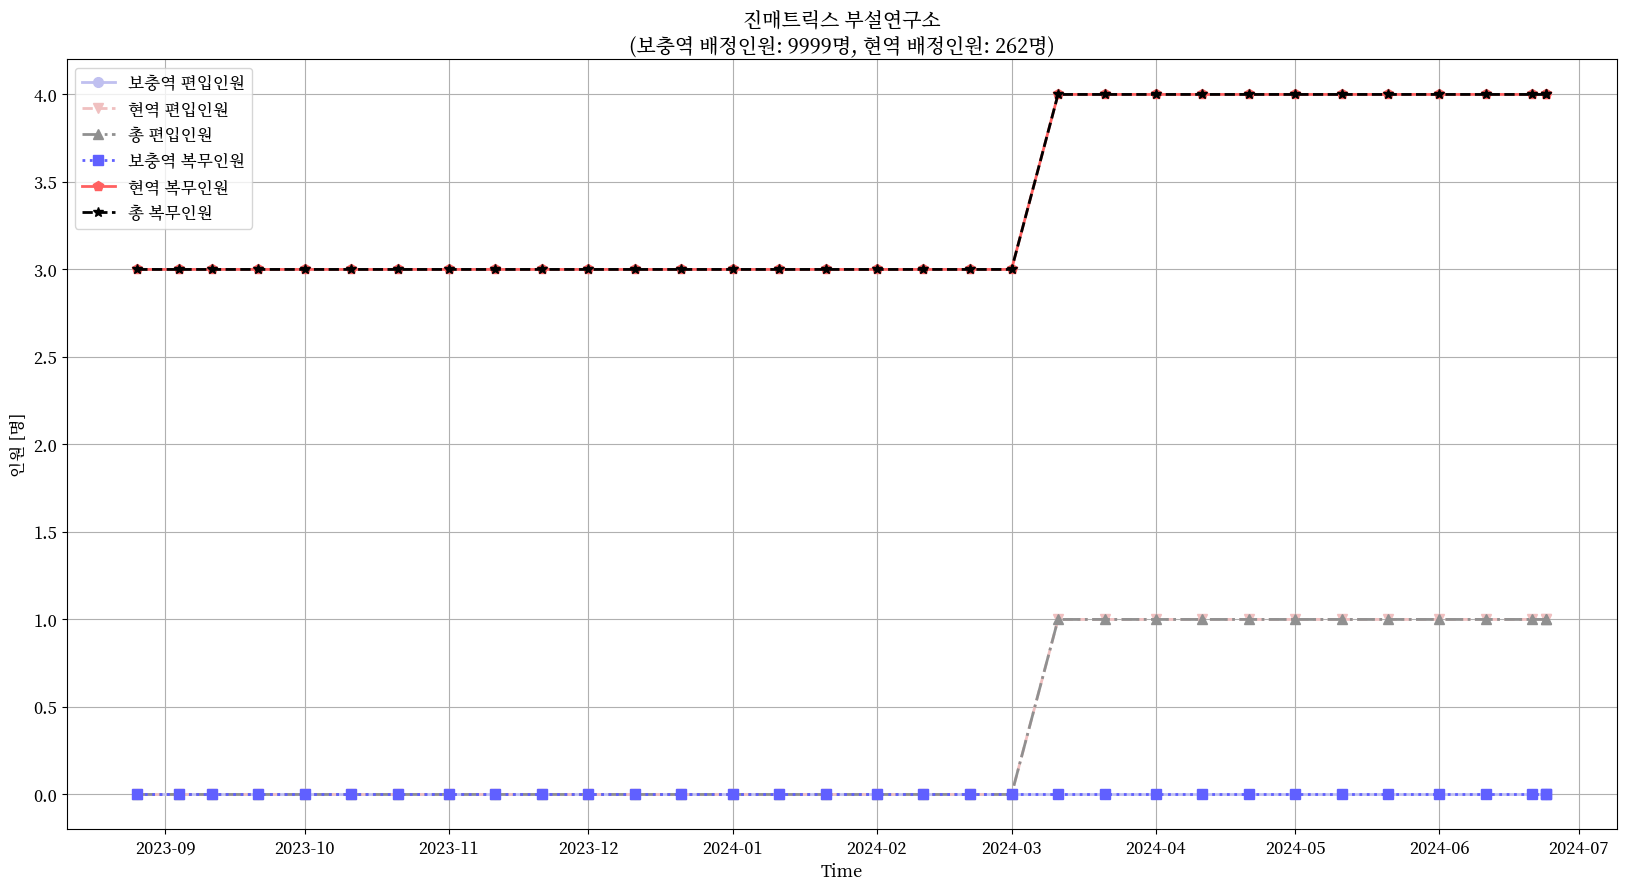 진매트릭스 부설연구소
(보충역 배정인원: 9999명, 현역 배정인원: 262명)
보충역 편입인원
현역 편입인원
총 편입인원
보충역 복무인원
현역 복무인원
총 복무인원
4.0
3.5
3.0
2.5
2.0
1.5
1.0
0.5
0.0
인원 [명]
2023-09 2023-10 2023-11 2023-12 2024-01 2024-02 2024-03 2024-04 2024-05 2024-06 2024-07
Time